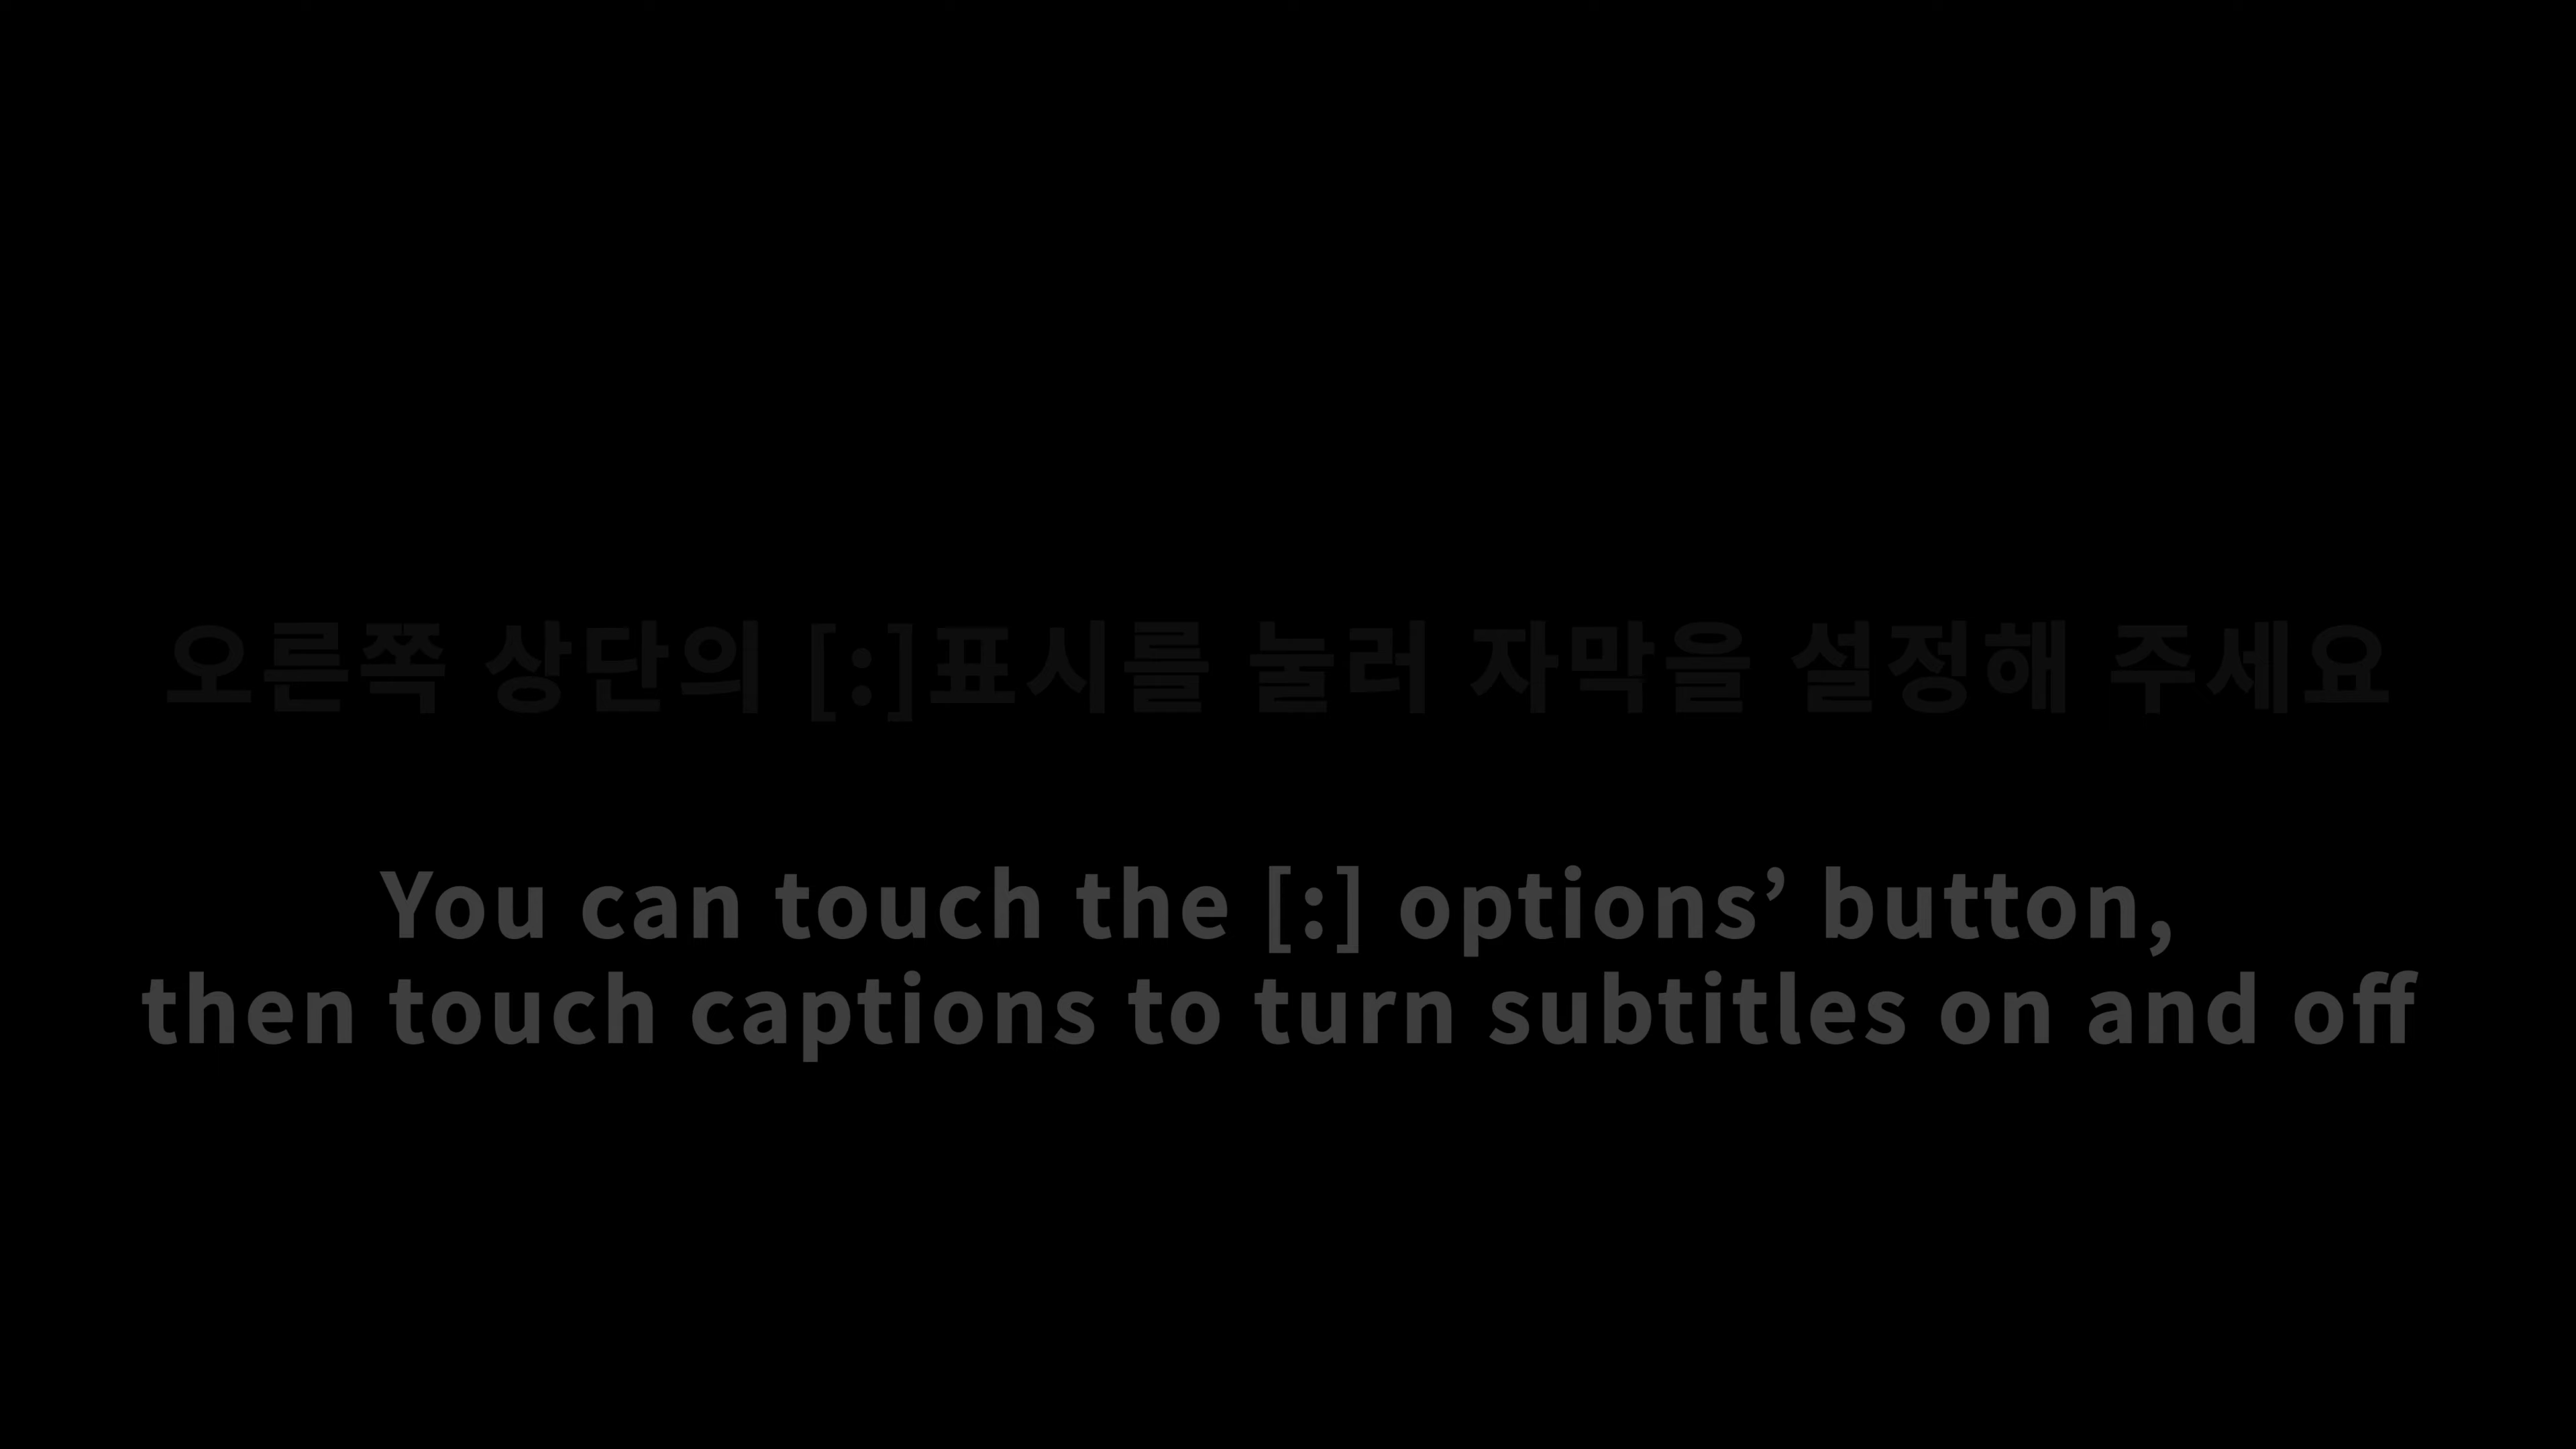 오른쪽 상단의 [:]표시를 눌러 자막을 설정해 주세요
You can touch the [:] options’ button,
then touch captions to turn subtitles on and off